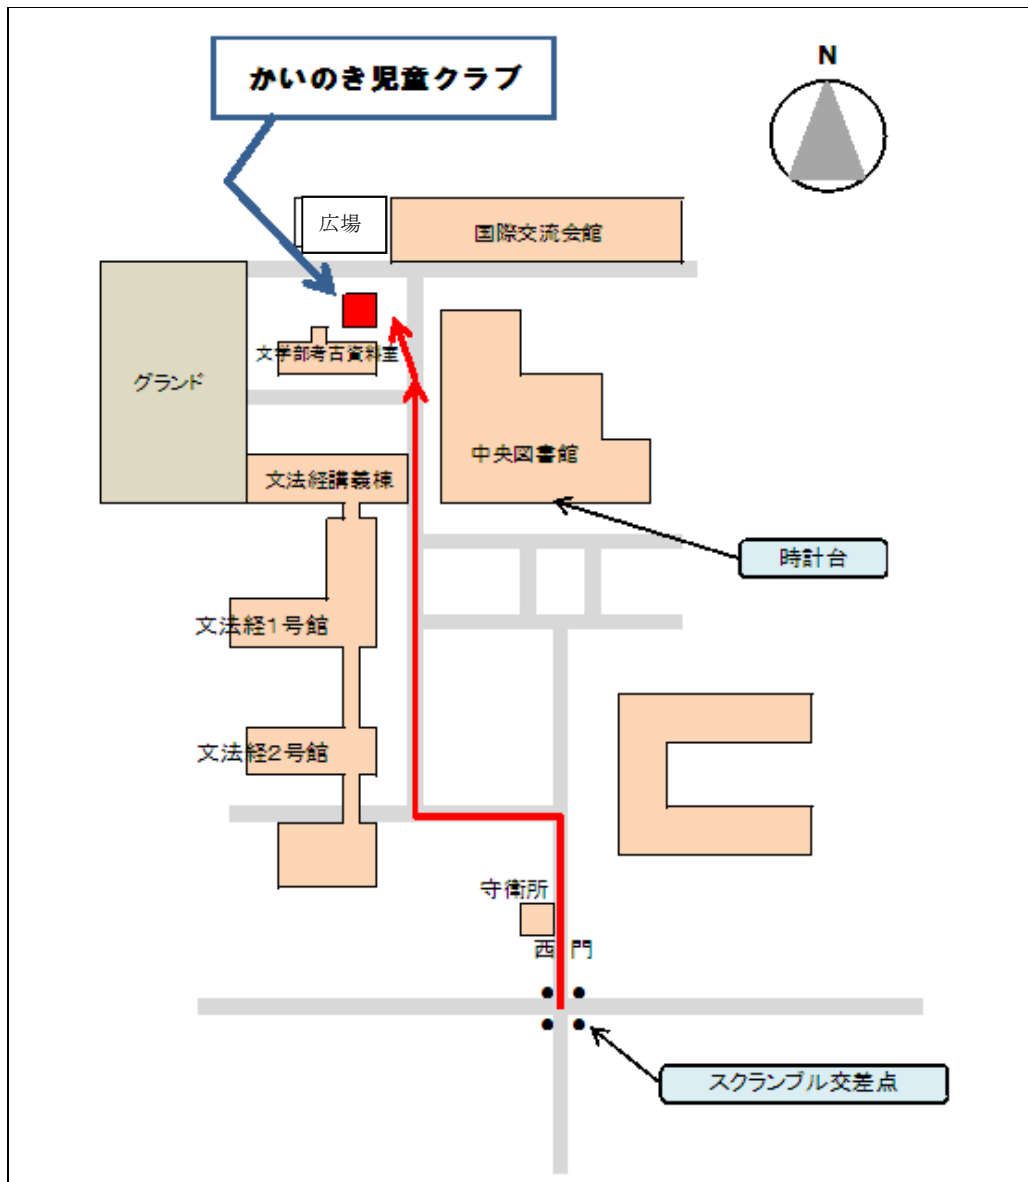 かいのき児童クラブ
N
広場
国際交流会館
文学部考古資料室
グランド
中央図書館
文法経講義棟
時計台
文法経1号館
文法経2号館
守衛所
西 門
スクランブル交差点